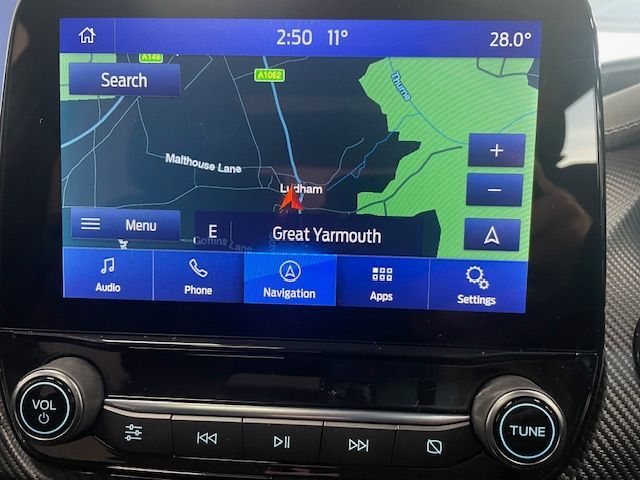 2:50 11° 28.0°
A149
Search
A1062
Thurne
Malthouse Lane
Ludham
Menu
E
Great Yarmouth
Lane
Audio
Phone
Navigation
Apps
Settings
VOL
TUNE